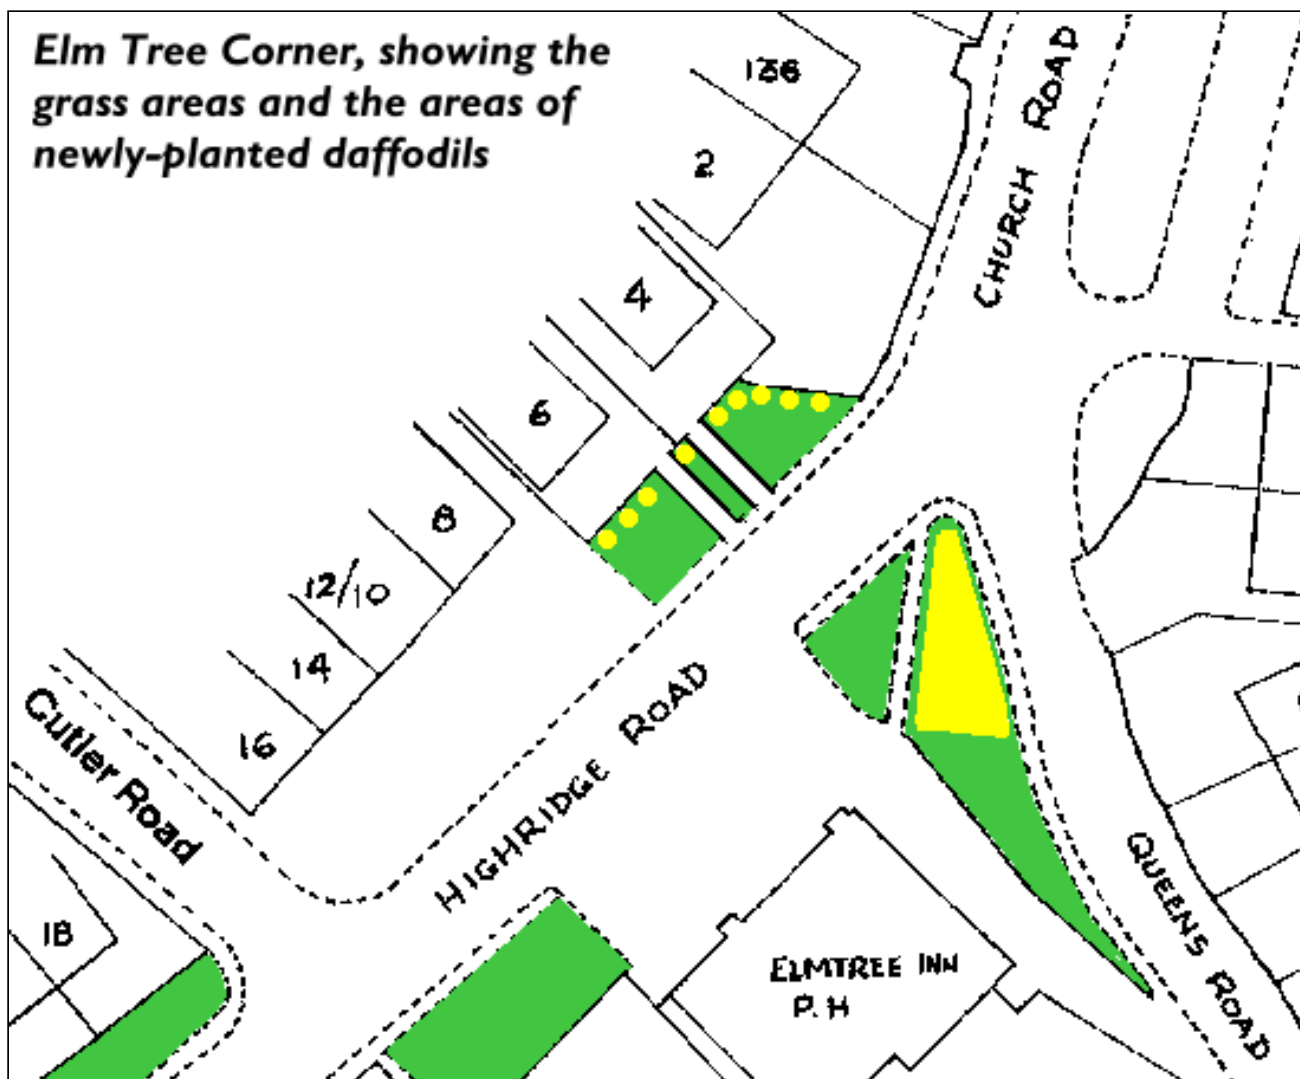 Elm Tree Corner, showing the
grass areas and the areas of
newly-planted daffodils
136
2
4
6
8
12/10
14
16
18
CHURCH ROAD
Cutler Road
HIGHRIDGE ROAD
QUEENS ROAD
ELMTREE INN
P.H